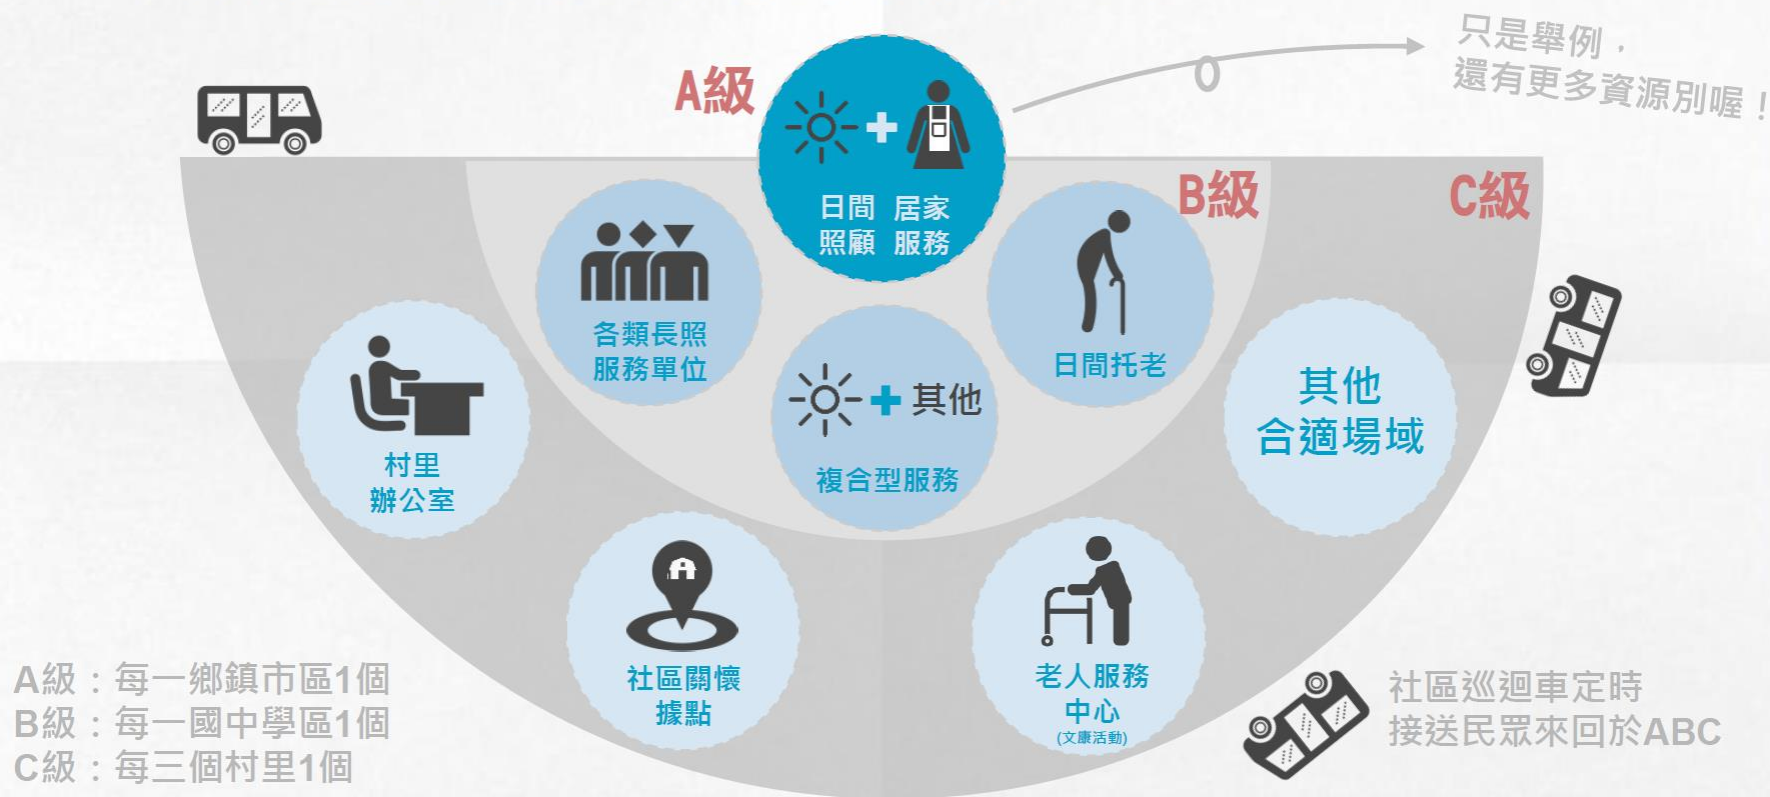 只是舉例，
還有更多資源別喔！
A級
B級
C級
日間 居家
照顧 服務
各類長照
服務單位
日間托老
其他
複合型服務
村里
辦公室
其他
合適場域
社區關懷
據點
老人服務
中心
(文康活動)
A級：每一鄉鎮市區1個
B級：每一國中學區1個
C級：每三個村里1個
社區巡迴車定時
接送民眾來回於ABC